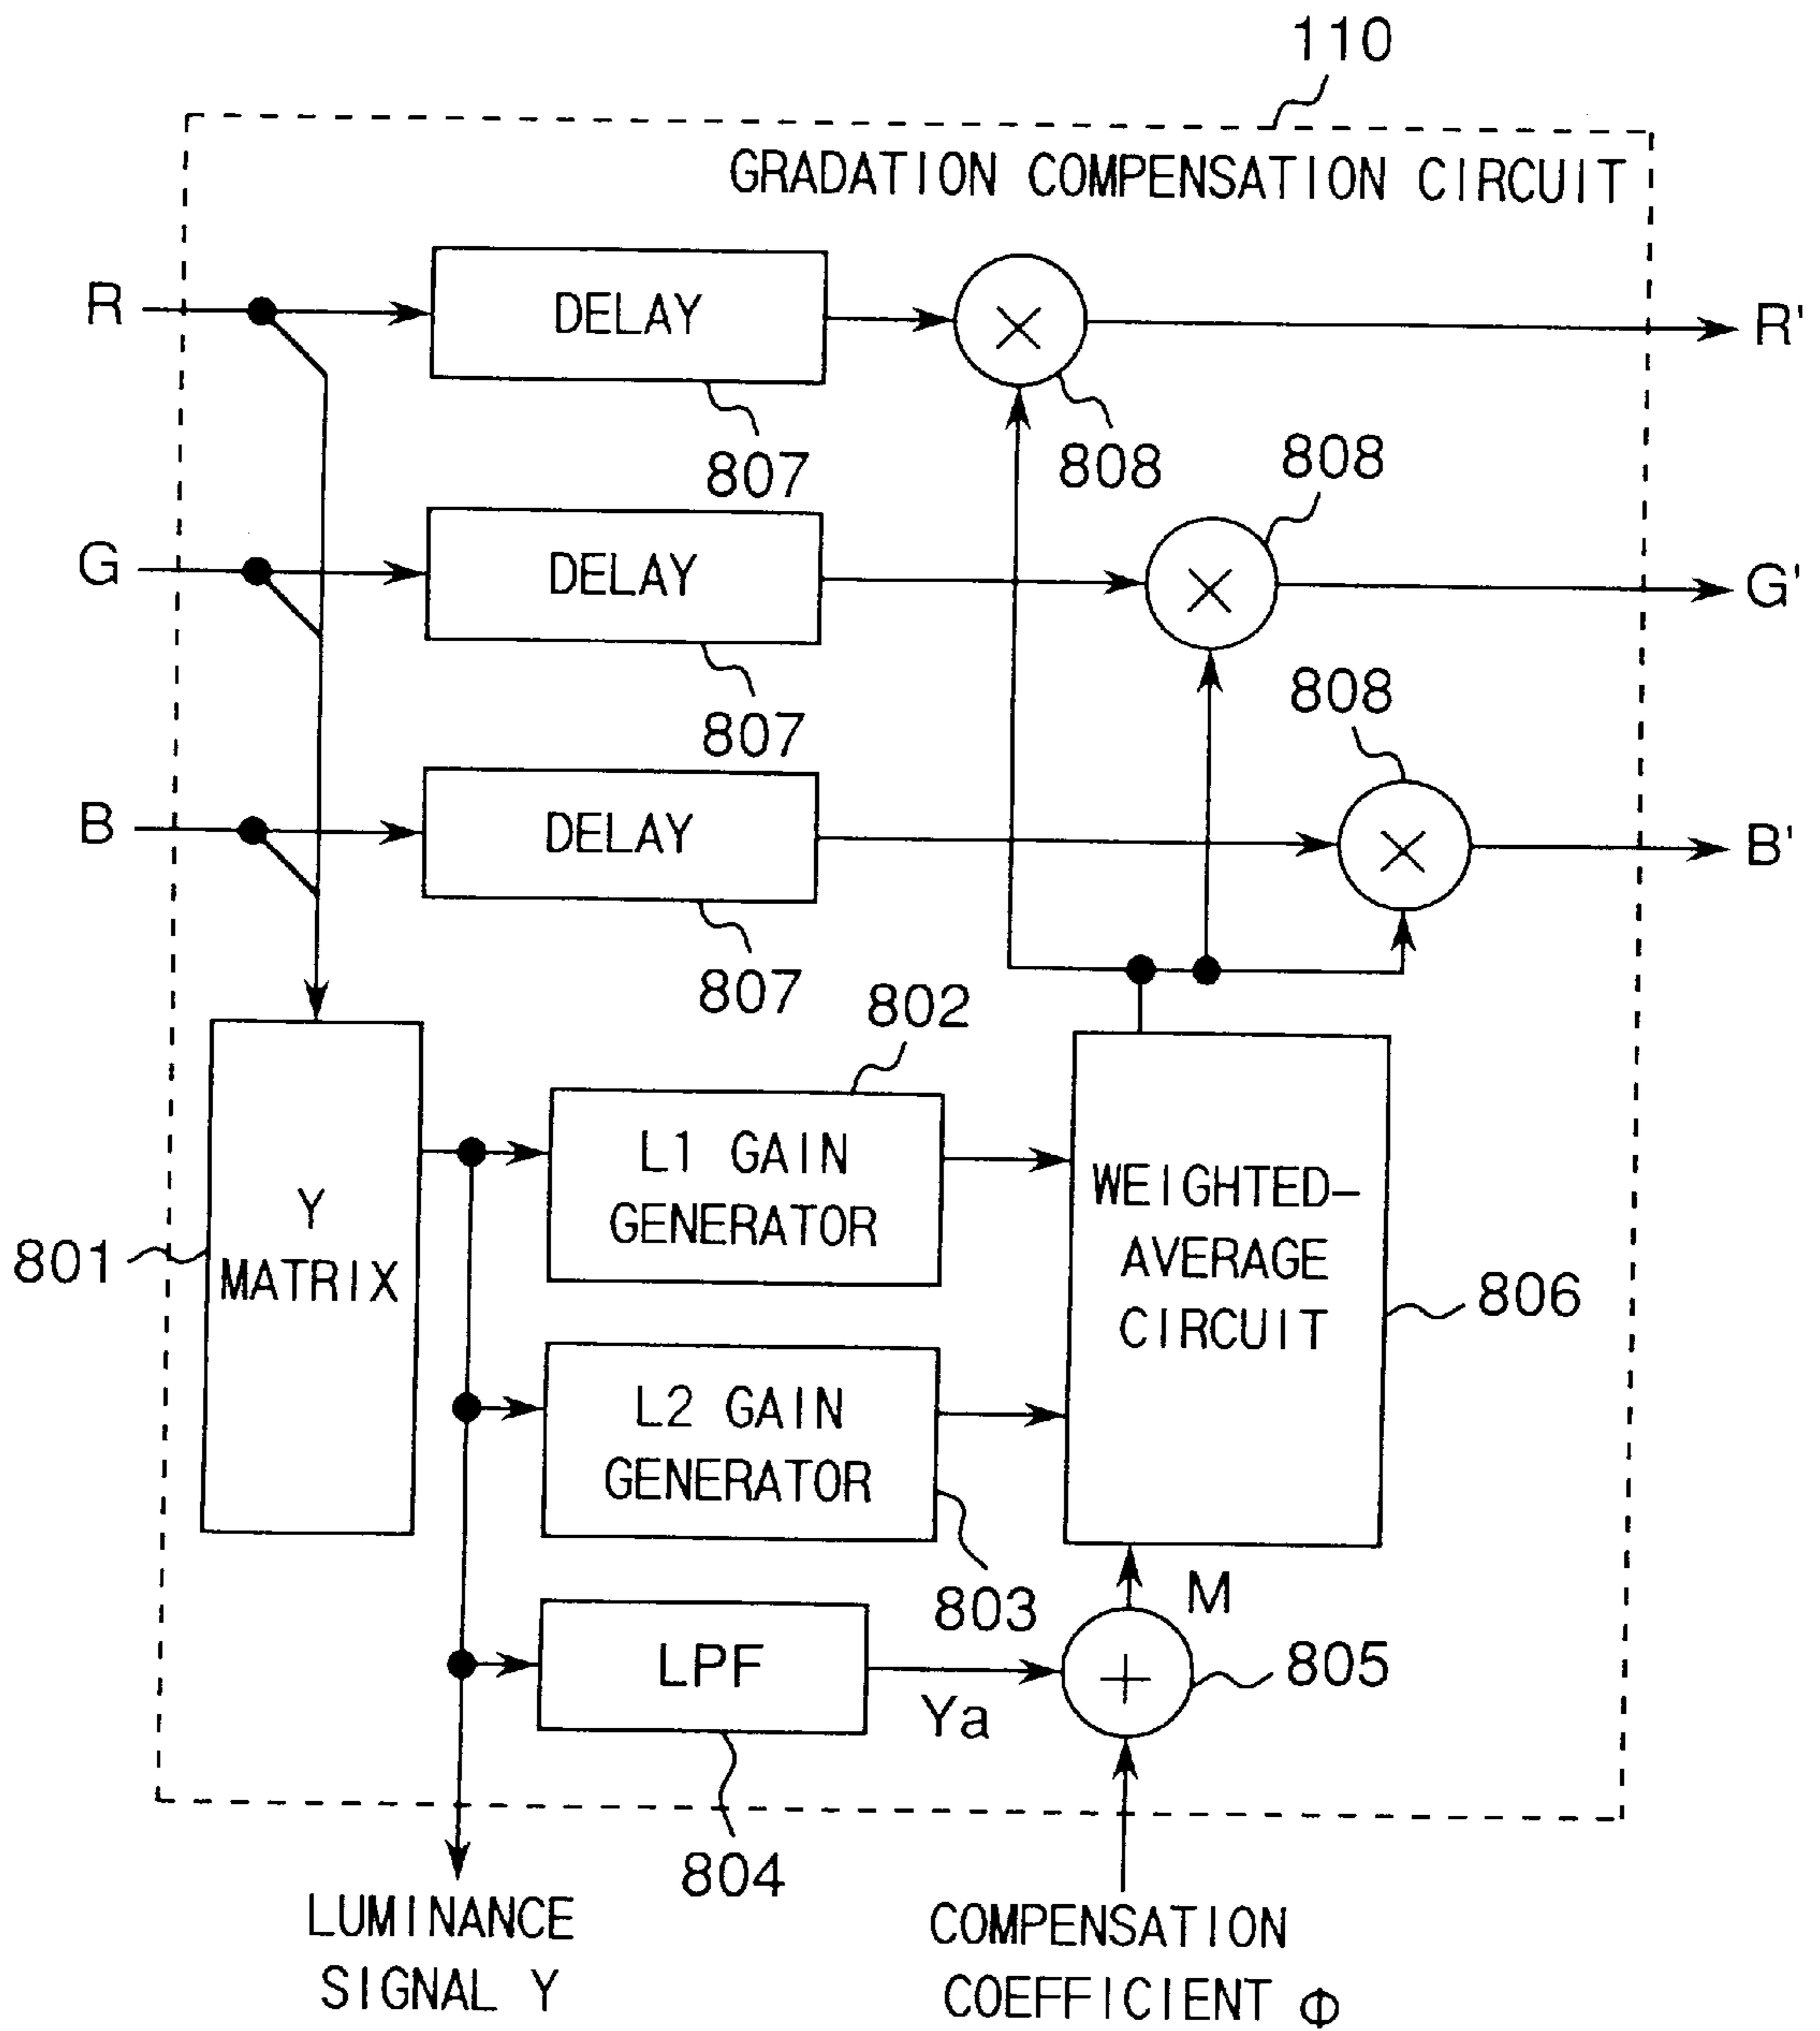 110
GRADATION COMPENSATION CIRCUIT
R
DELAY
×
R'
807
808
808
G
DELAY
×
G'
807
808
B
DELAY
×
B'
807
802
801
Y
MATRIX
L1 GAIN
GENERATOR
WEIGHTED-
AVERAGE
CIRCUIT
806
L2 GAIN
GENERATOR
803
M
LPF
Ya
+
805
804
LUMINANCE
SIGNAL Y
COMPENSATION
COEFFICIENT Φ